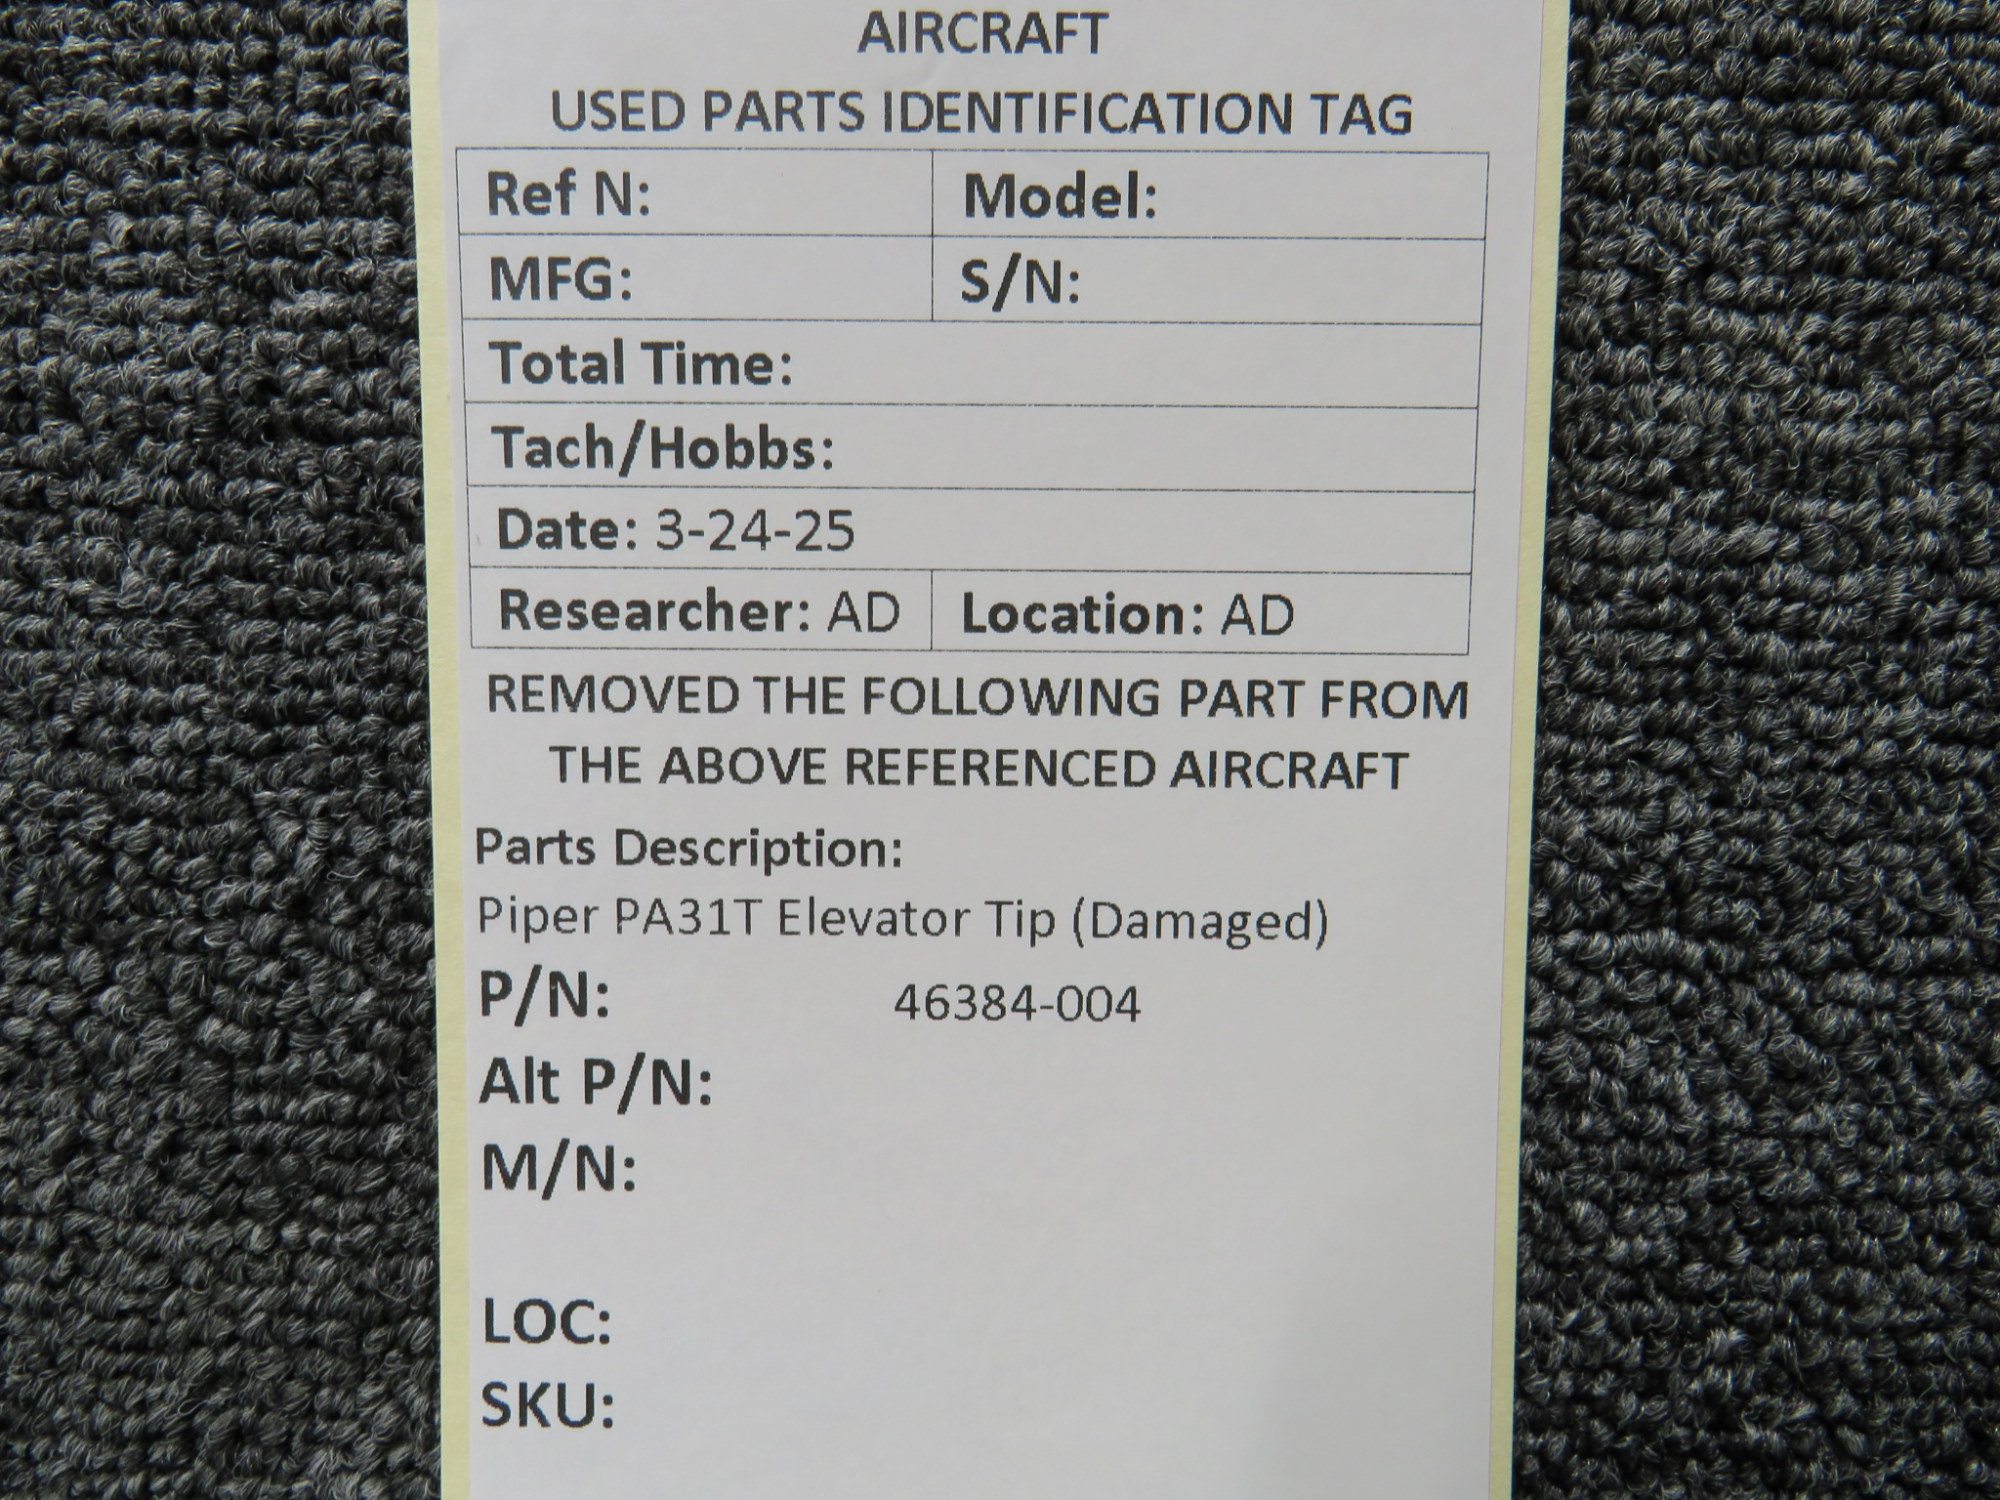 AIRCRAFT
USED PARTS IDENTIFICATION TAG
Ref N: Model:
MFG: S/N:
Total Time:
Tach/Hobbs:
Date: 3-24-25
Researcher: AD Location: AD
REMOVED THE FOLLOWING PART FROM
THE ABOVE REFERENCED AIRCRAFT
Parts Description:
Piper PA31T Elevator Tip (Damaged)
P/N: 46384-004
Alt P/N:
M/N:
LOC:
SKU: